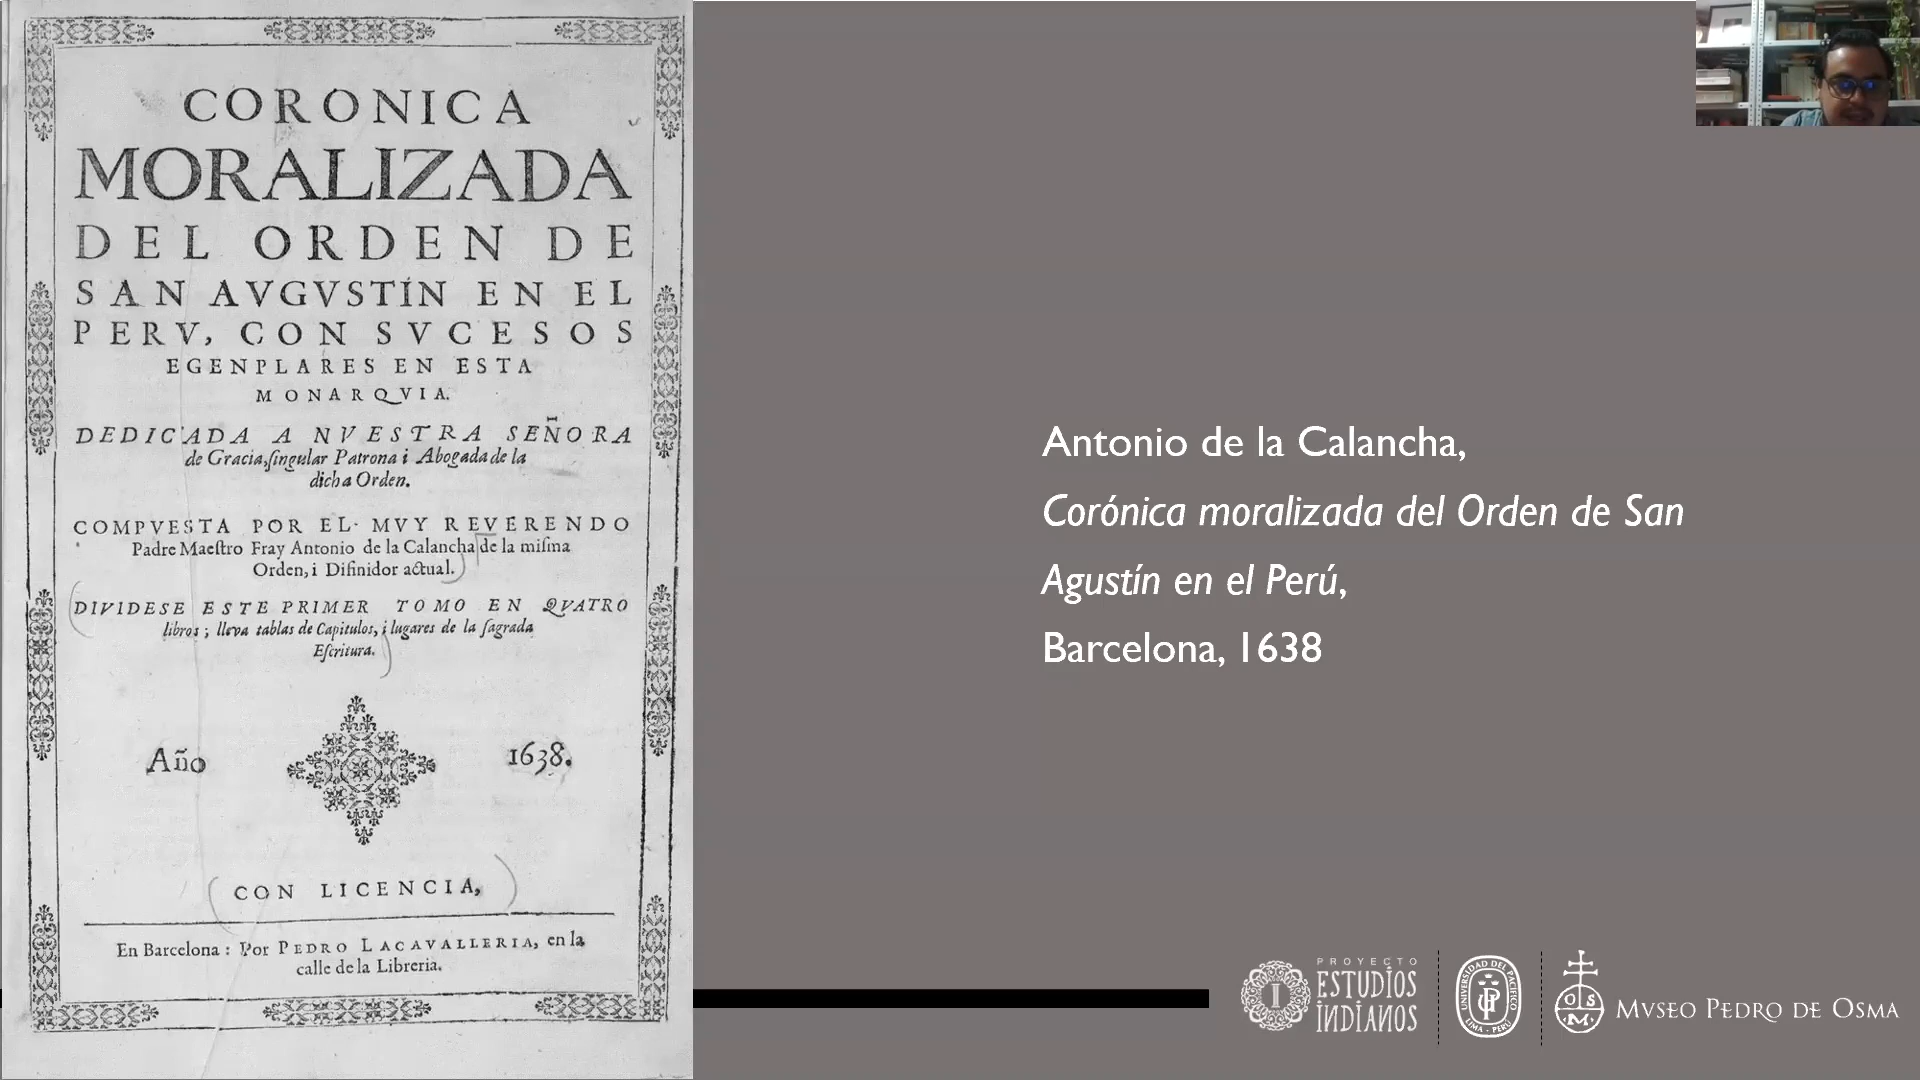 CORONICA
MORALIZADA
DEL ORDEN DE
SAN AVGVSTÍN EN EL
PERV, CON SVCESOS
EGENPLARES EN ESTA
MONARQVIA.
DEDICADA A NVESTRA SEÑORA
de Gracia, ſingular Patrona i Abogada de la
dicha Orden.
COMPVESTA POR EL MVY REVERENDO
Padre Maeſtro Fray Antonio de la Calancha de la miſma
Orden, i Difinidor actual.
DIVIDESE ESTE PRIMER TOMO EN QVATRO
libros; lleva tablas de Capitulos, i lugares de la ſagrada
Eſcritura.
Año 1638.
CON LICENCIA,
En Barcelona: Por PEDRO LACAVALLERIA, en la
calle de la Libreria.
Antonio de la Calancha,
Corónica moralizada del Orden de San
Agustín en el Perú,
Barcelona, 1638
PROYECTO
ESTUDIOS
INDIANOS
UNIVERSIDAD DEL PACIFICO
LIMA - PERU
UP
OSM
MVSEO PEDRO DE OSMA